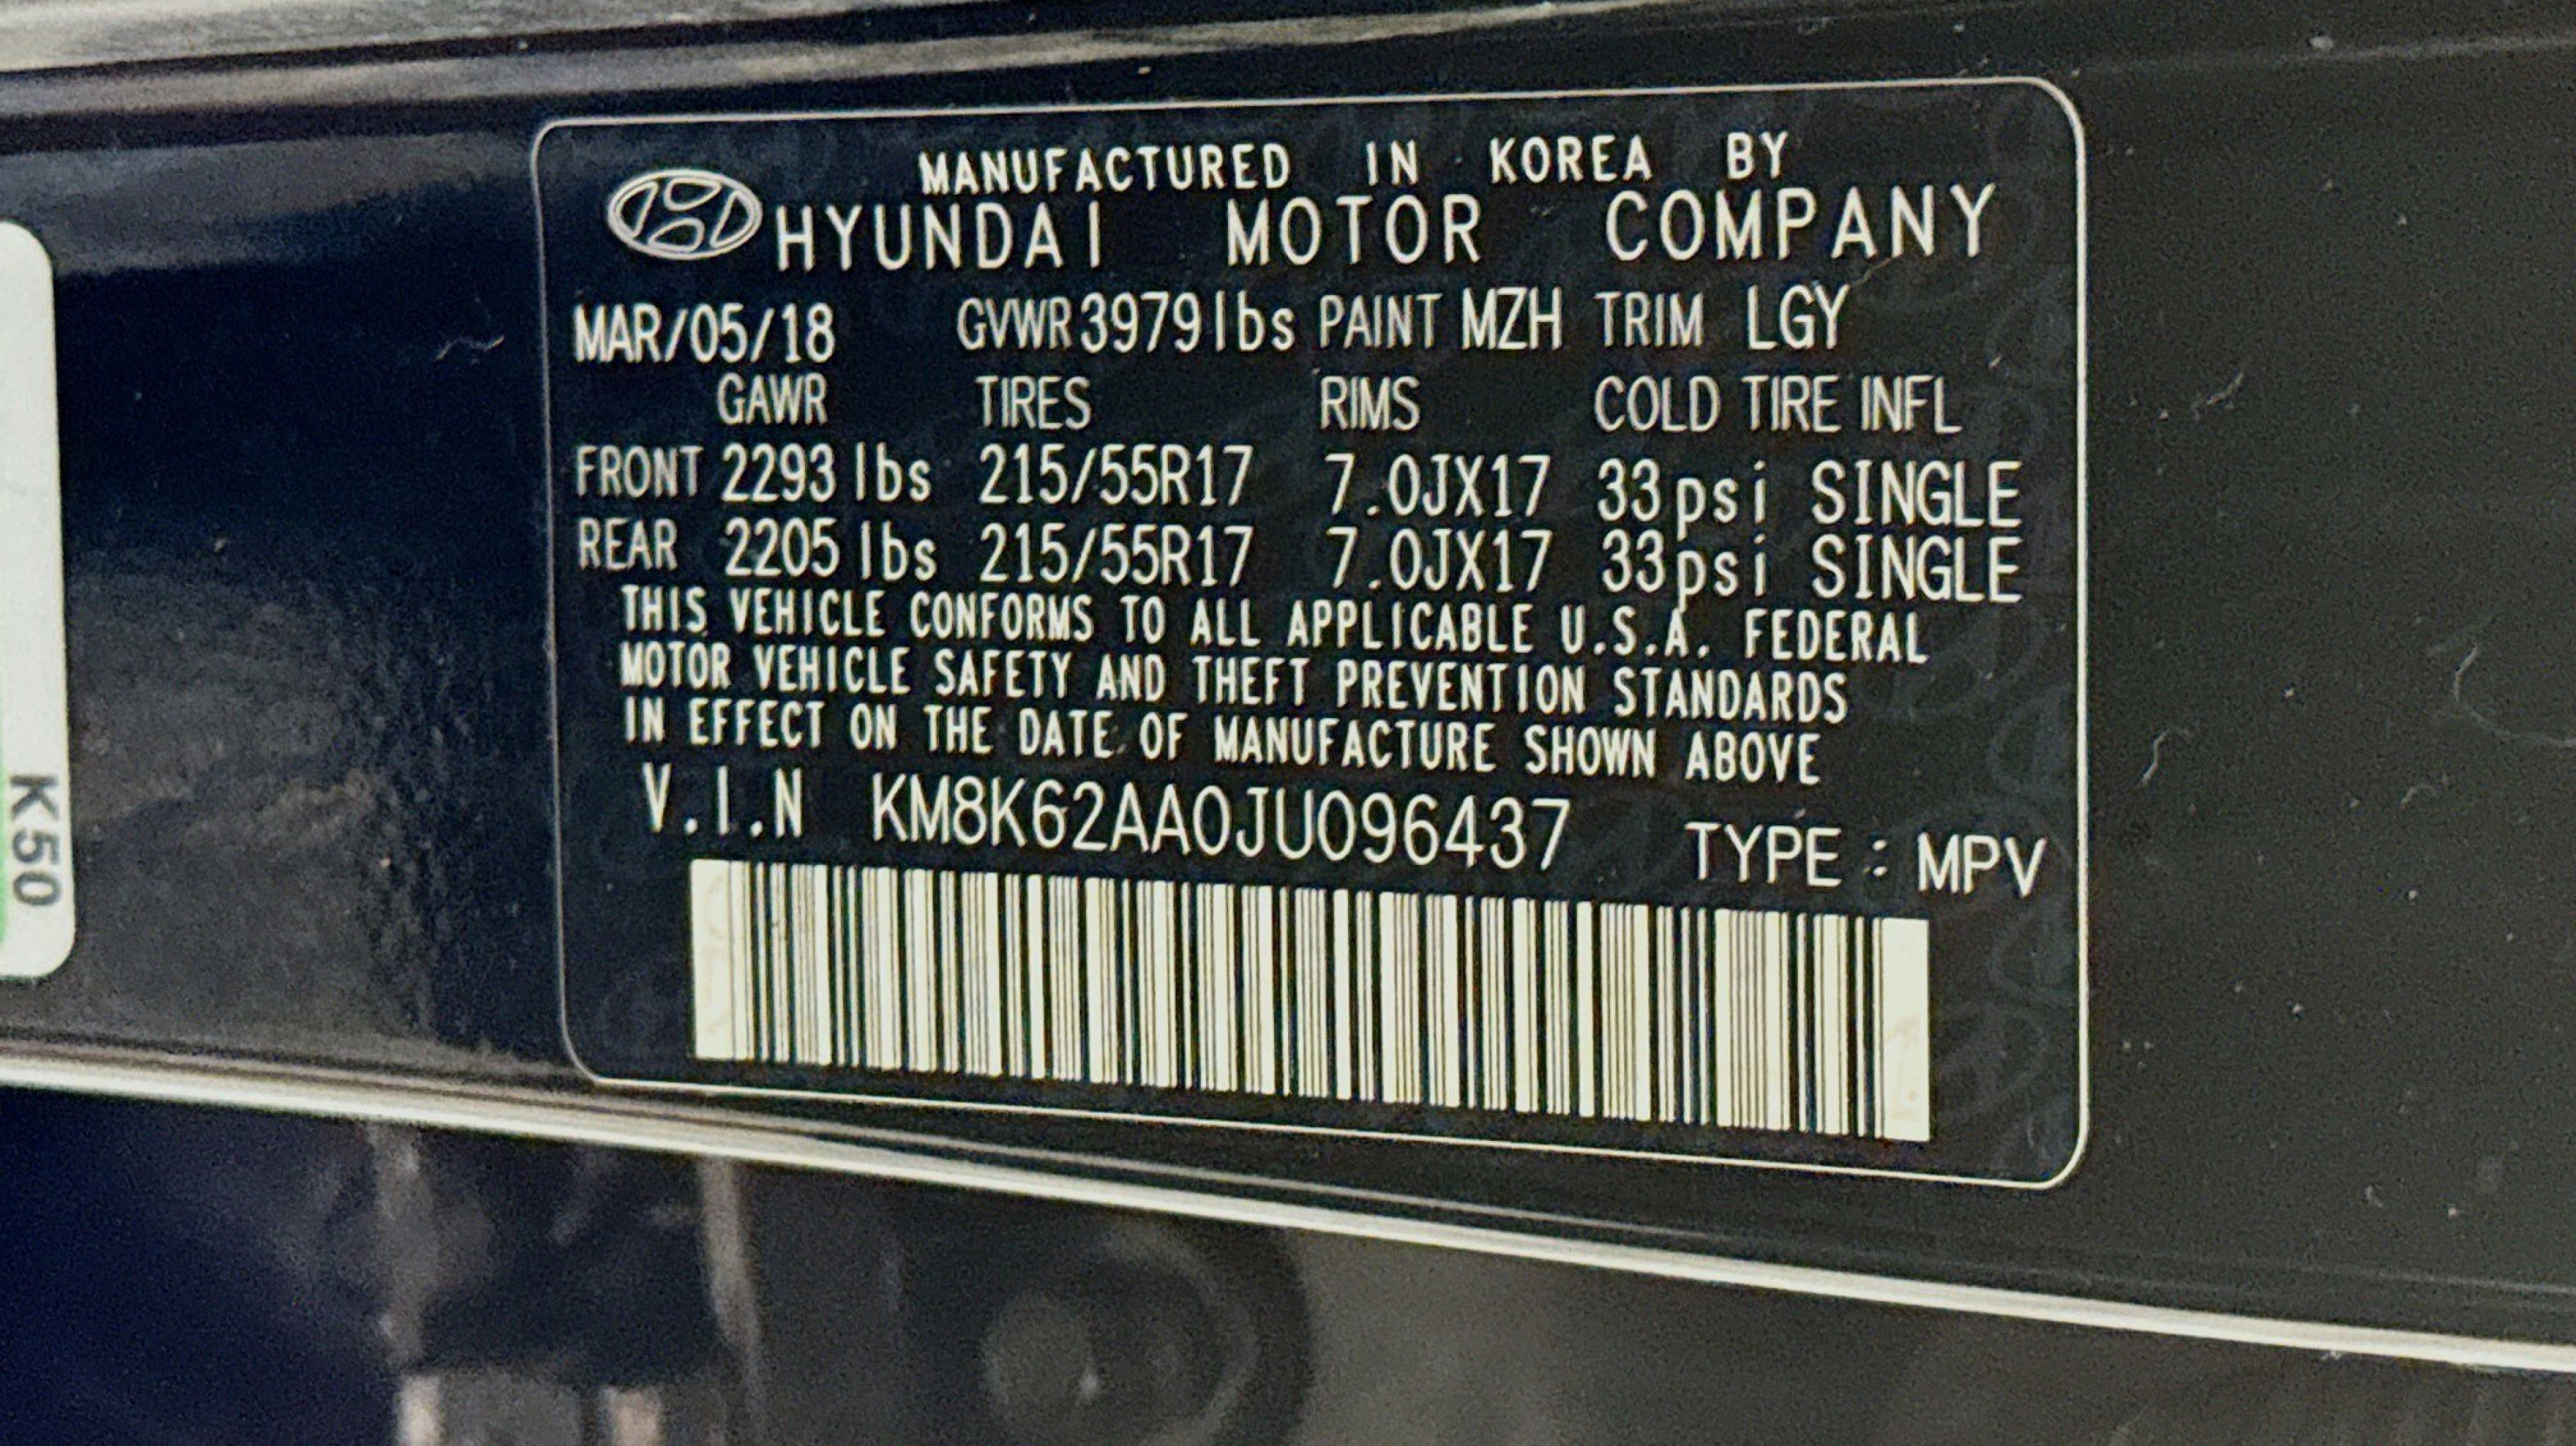 MANUFACTURED IN KOREA BY
HYUNDAI MOTOR COMPANY
MAR/05/18 GVWR 3979lbs PAINT MZH TRIM LGY
GAWR TIRES RIMS COLD TIRE INFL
FRONT 2293 lbs 215/55R17 7.0JX17 33psi SINGLE
REAR 2205 lbs 215/55R17 7.0JX17 33psi SINGLE
THIS VEHICLE CONFORMS TO ALL APPLICABLE U.S.A. FEDERAL
MOTOR VEHICLE SAFETY AND THEFT PREVENTION STANDARDS
IN EFFECT ON THE DATE OF MANUFACTURE SHOWN ABOVE
V.I.N KM8K62AA0JU096437 TYPE : MPV
K50